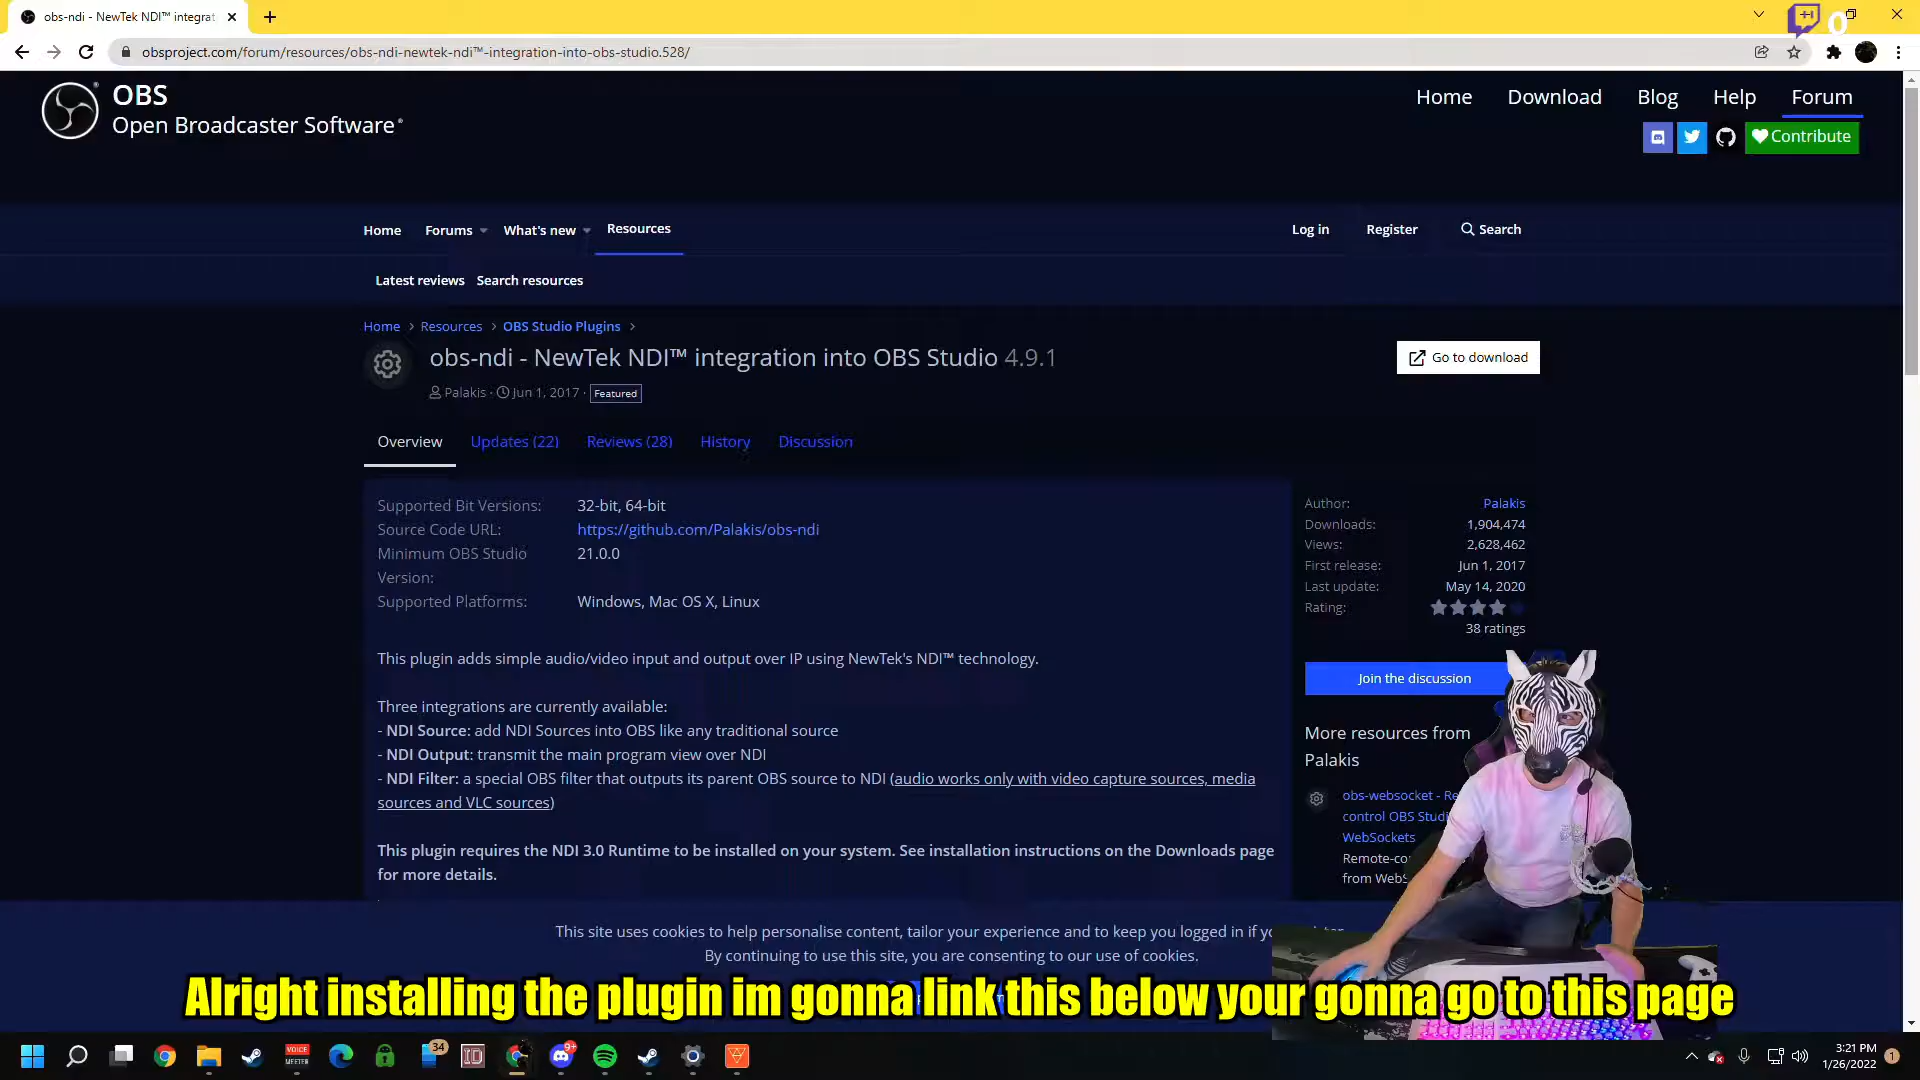 obs-ndi - NewTek NDI™ integrat
0
obsproject.com/forum/resources/obs-ndi-newtek-ndi™-integration-into-obs-studio.528/
OBS
Open Broadcaster Software
Home Download Blog Help Forum
Contribute
Home Forums What's new Resources Log in Register Search
Latest reviews Search resources
Home > Resources > OBS Studio Plugins >
obs-ndi - NewTek NDI™ integration into OBS Studio 4.9.1
Go to download
Palakis · Jun 1, 2017 · Featured
Overview Updates (22) Reviews (28) History Discussion
Supported Bit Versions: 32-bit, 64-bit
Source Code URL: https://github.com/Palakis/obs-ndi
Minimum OBS Studio 21.0.0
Version:
Supported Platforms: Windows, Mac OS X, Linux
This plugin adds simple audio/video input and output over IP using NewTek's NDI™ technology.
Three integrations are currently available:
- NDI Source: add NDI Sources into OBS like any traditional source
- NDI Output: transmit the main program view over NDI
- NDI Filter: a special OBS filter that outputs its parent OBS source to NDI (audio works only with video capture sources, media
sources and VLC sources)
This plugin requires the NDI 3.0 Runtime to be installed on your system. See installation instructions on the Downloads page
for more details.
Author: Palakis
Downloads: 1,904,474
Views: 2,628,462
First release: Jun 1, 2017
Last update: May 14, 2020
Rating:
38 ratings
Join the discussion
More resources from
Palakis
obs-websocket - Re
control OBS Studi
WebSockets
Remote-co
from WebS
This site uses cookies to help personalise content, tailor your experience and to keep you logged in if yo
By continuing to use this site, you are consenting to our use of cookies.
Alright installing the plugin im gonna link this below your gonna go to this page
VOICE
MEETER
34
9+
3:21 PM
1/26/2022
1